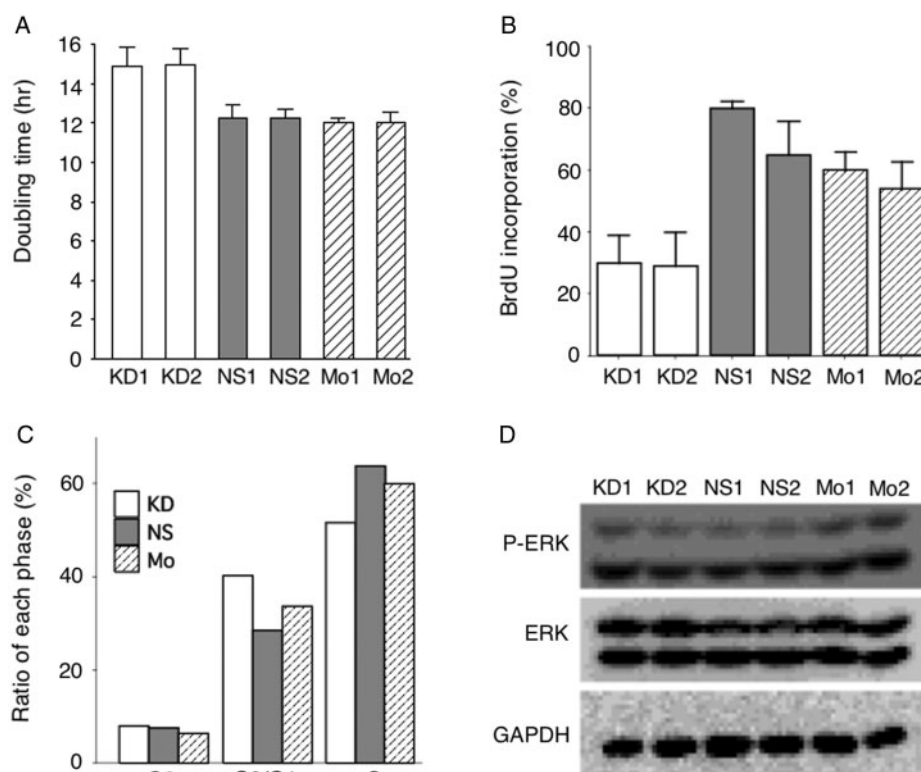 A
Doubling time (hr)
16
14
12
10
8
6
4
2
0
KD1 KD2 NS1 NS2 Mo1 Mo2
B
BrdU incorporation (%)
100
80
60
40
20
0
KD1 KD2 NS1 NS2 Mo1 Mo2
C
Ratio of each phase (%)
60
40
20
0
KD
NS
Mo
D
KD1 KD2 NS1 NS2 Mo1 Mo2
P-ERK
ERK
GAPDH